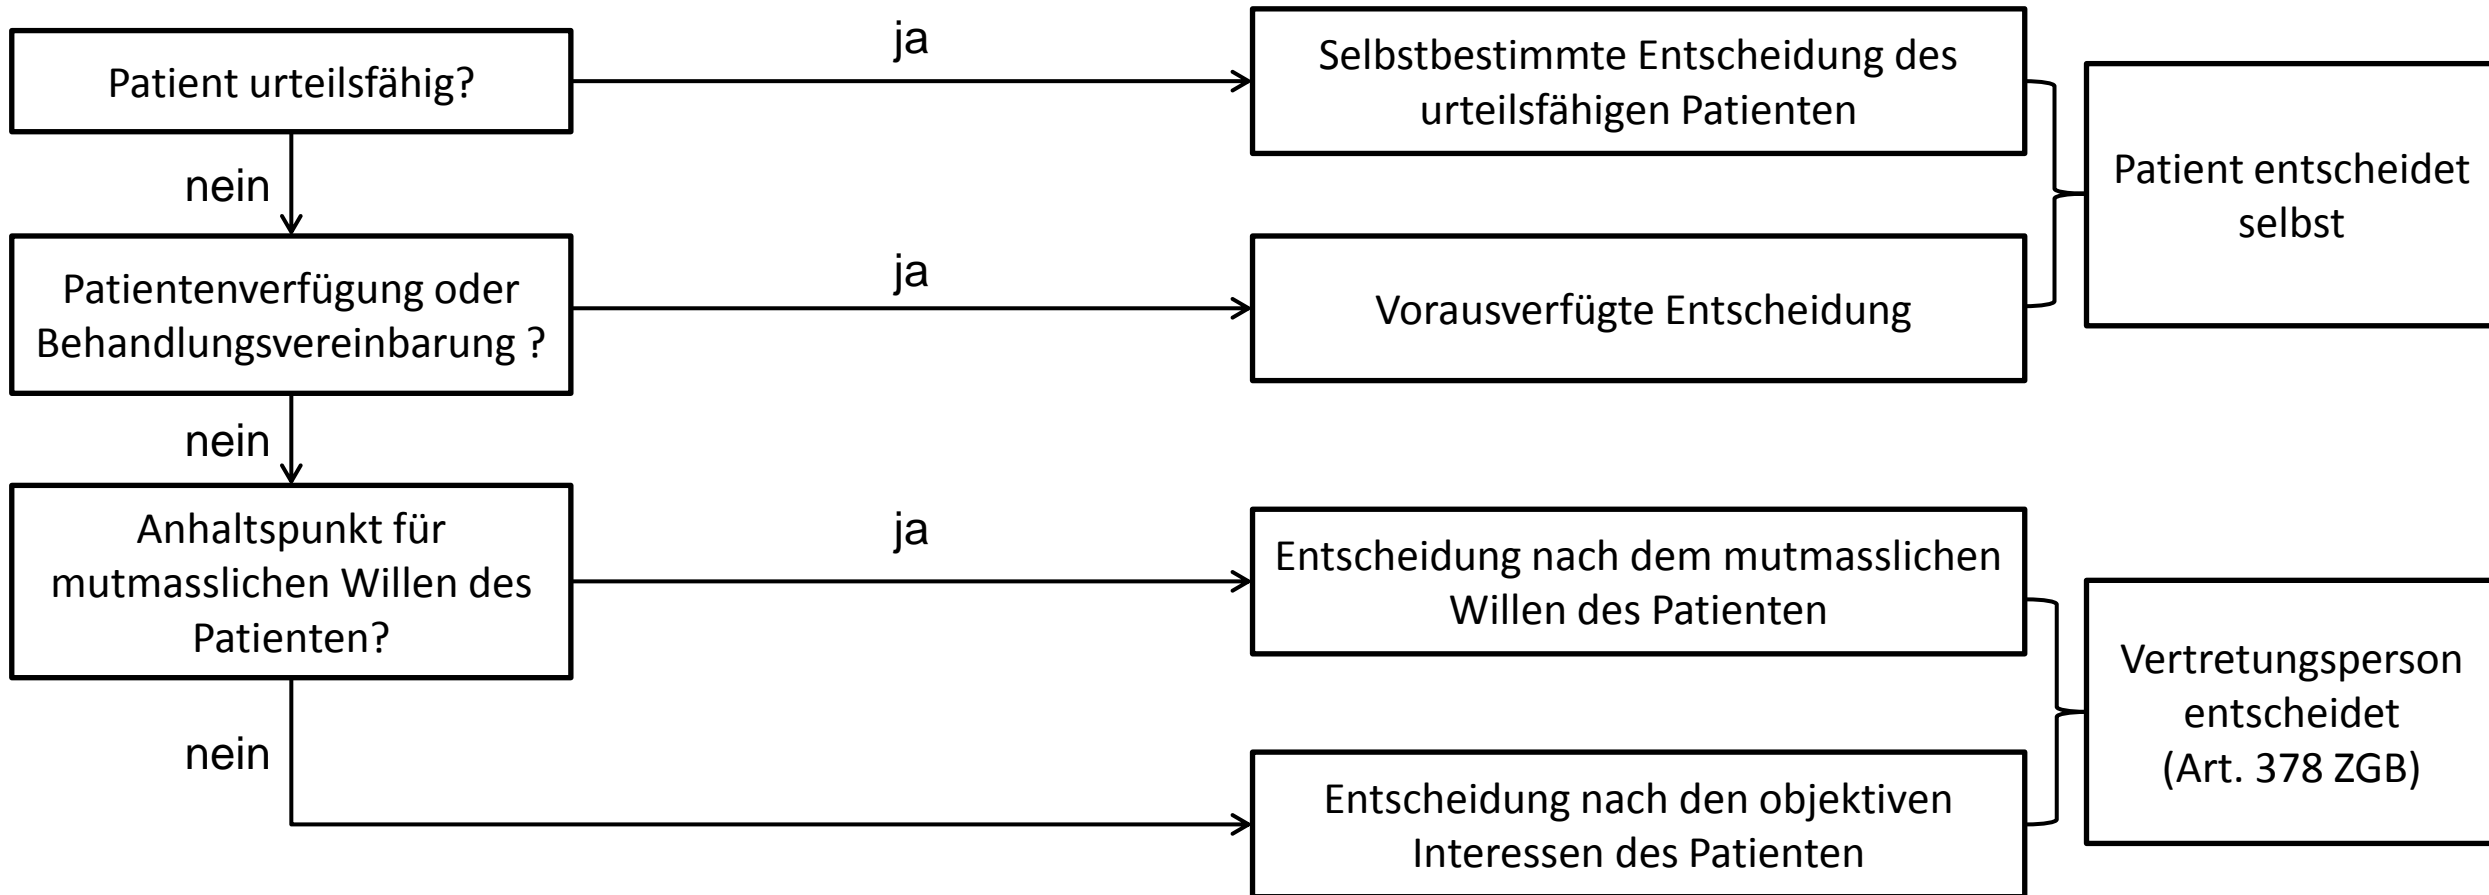 Patient urteilsfähig?
ja
Selbstbestimmte Entscheidung des
urteilsfähigen Patienten
Patient entscheidet
selbst
nein
Patientenverfügung oder
Behandlungsvereinbarung ?
ja
Vorausverfügte Entscheidung
nein
Anhaltspunkt für
mutmasslichen Willen des
Patienten?
ja
Entscheidung nach dem mutmasslichen
Willen des Patienten
Vertretungsperson
entscheidet
(Art. 378 ZGB)
nein
Entscheidung nach den objektiven
Interessen des Patienten